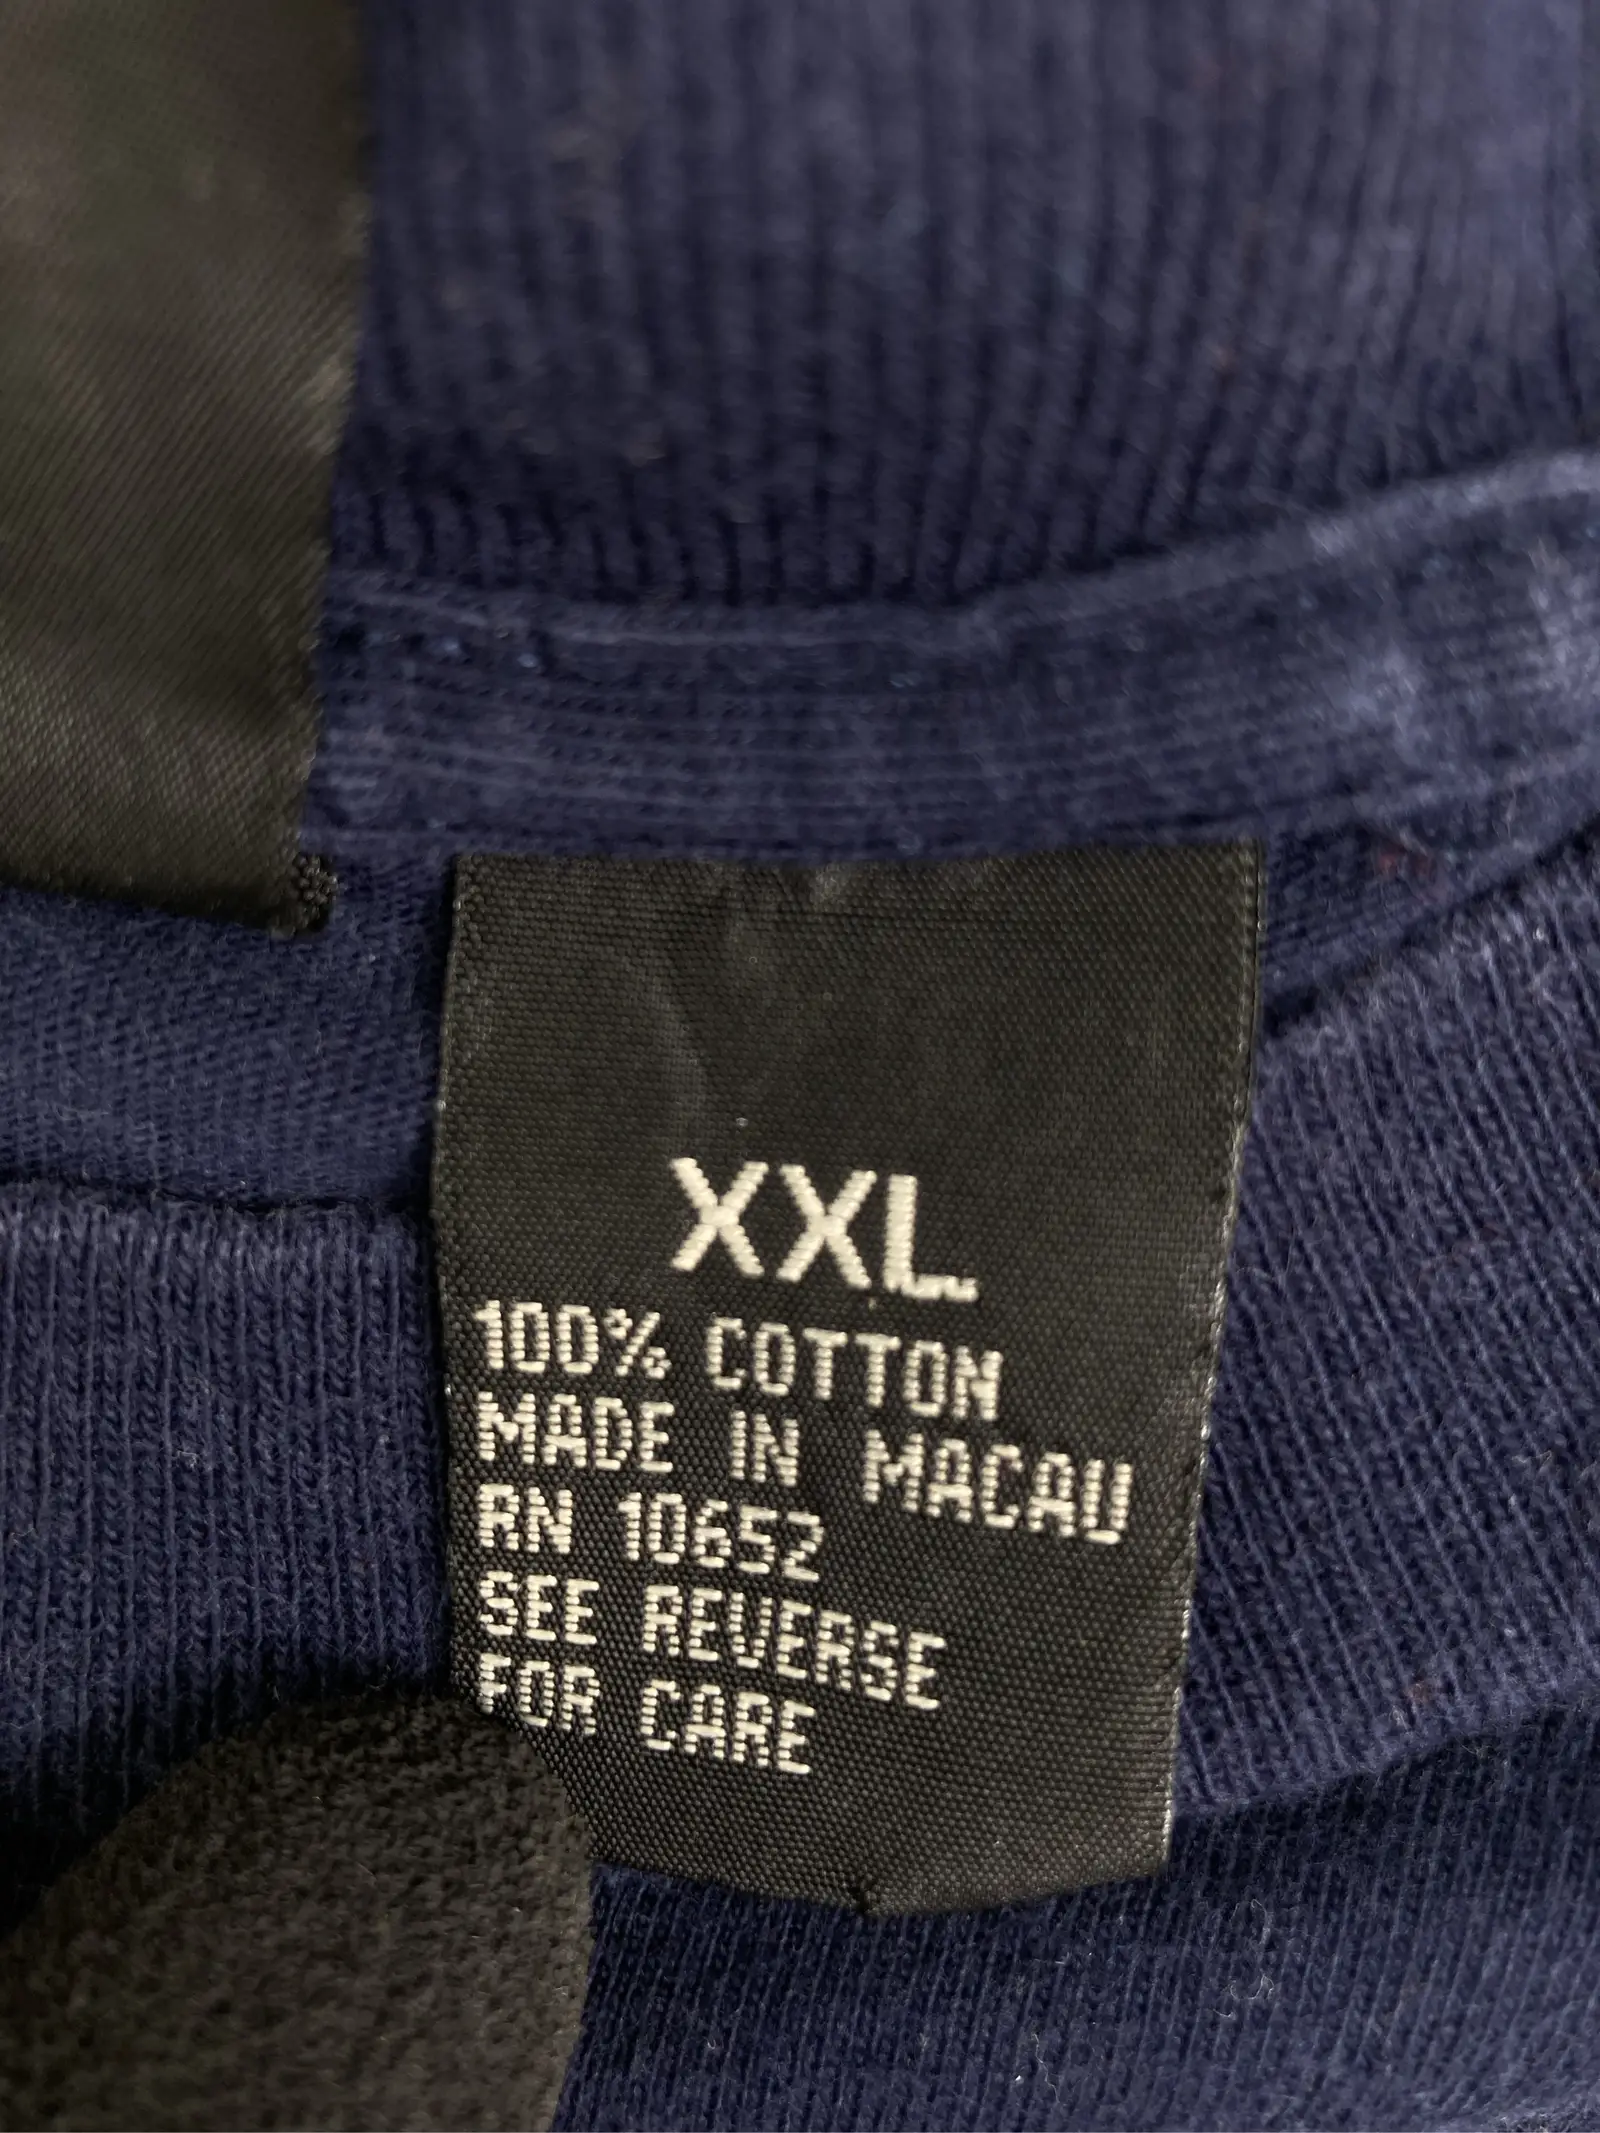 XXL
100% COTTON
MADE IN MACAU
RN 10652
SEE REVERSE
FOR CARE